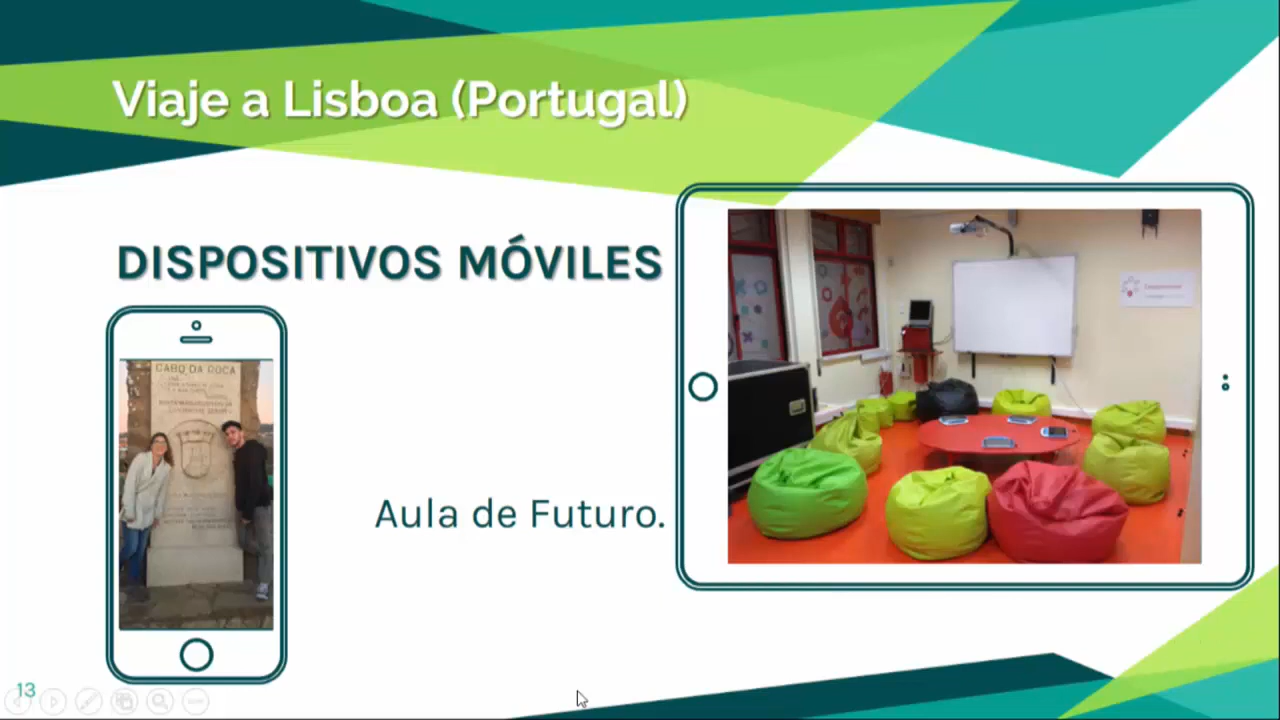 Viaje a Lisboa (Portugal)
DISPOSITIVOS MÓVILES
CABO DA ROCA
Aula de Futuro.
13